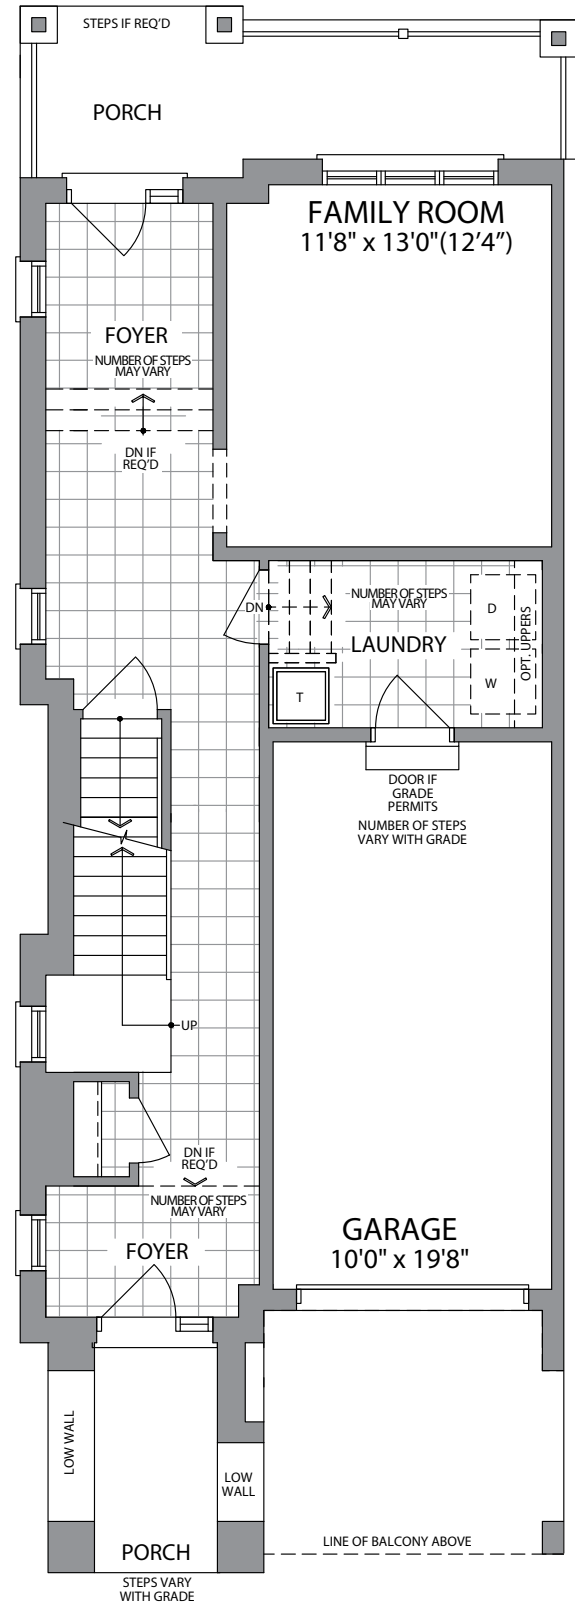 STEPS IF REQ'D
PORCH
FAMILY ROOM
11'8" x 13'0"(12'4")
FOYER
NUMBER OF STEPS
MAY VARY
DN IF
REQ'D
DN
NUMBER OF STEPS
MAY VARY
D
OPT. UPPERS
LAUNDRY
W
T
DOOR IF
GRADE
PERMITS
NUMBER OF STEPS
VARY WITH GRADE
UP
DN IF
REQ'D
NUMBER OF STEPS
MAY VARY
FOYER
GARAGE
10'0" x 19'8"
LOW WALL
LOW
WALL
LINE OF BALCONY ABOVE
PORCH
STEPS VARY
WITH GRADE